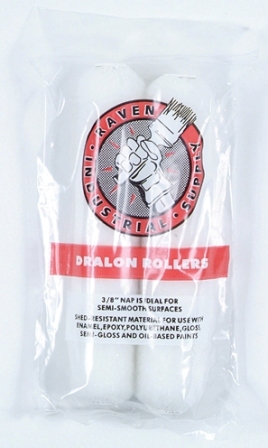 RAVEN
INDUSTRIAL · SUPPLY
DRALON ROLLERS
3/8" NAP IS IDEAL FOR
SEMI-SMOOTH SURFACES
SHED-RESISTANT MATERIAL FOR USE WITH
ENAMEL, EPOXY, POLYURETHANE, GLOSS,
SEMI-GLOSS AND OIL-BASED PAINTS